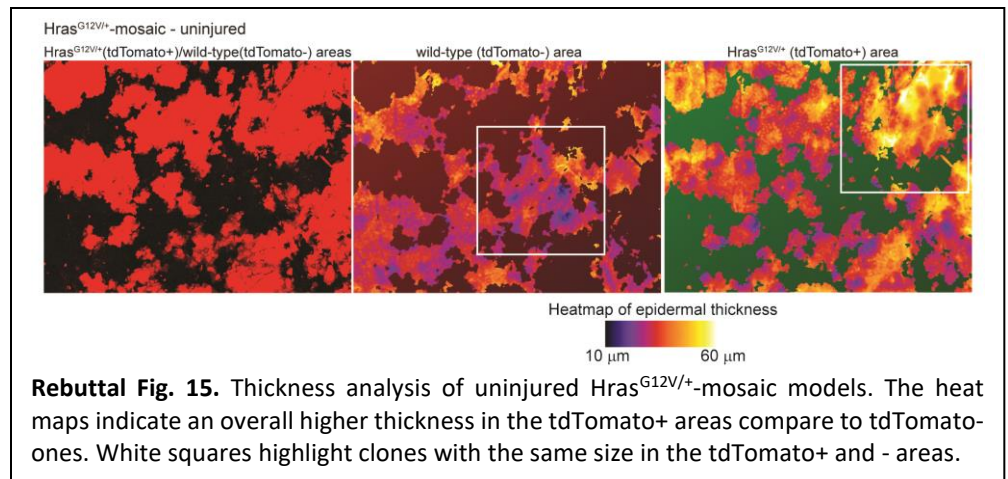 Hras^G12V/+-mosaic - uninjured
Hras^G12V/+(tdTomato+)/wild-type(tdTomato-) areas
wild-type (tdTomato-) area
Hras^G12V/+ (tdTomato+) area
Heatmap of epidermal thickness
10 μm 60 μm
Rebuttal Fig. 15. Thickness analysis of uninjured Hras^G12V/+-mosaic models. The heat
maps indicate an overall higher thickness in the tdTomato+ areas compare to tdTomato-
ones. White squares highlight clones with the same size in the tdTomato+ and - areas.